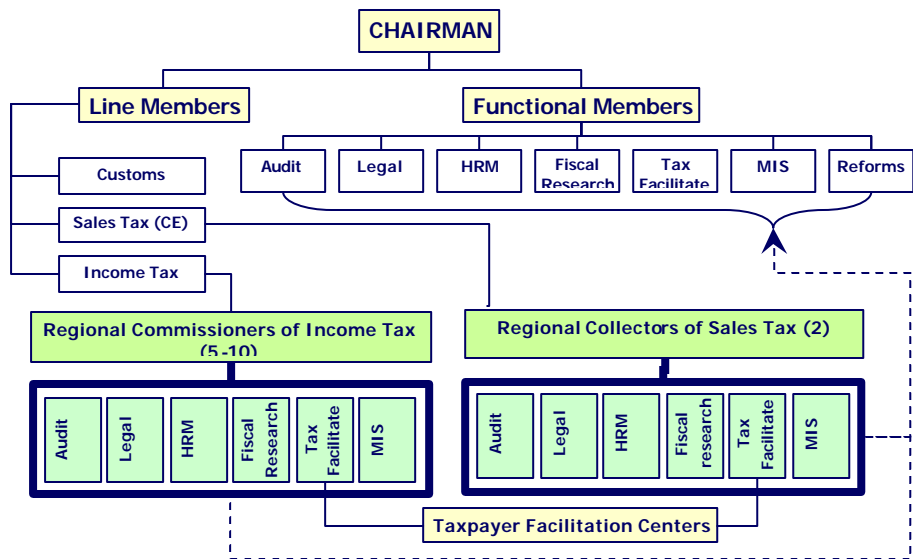 CHAIRMAN
Line Members
Functional Members
Audit
Legal
HRM
Fiscal
Research
Tax
Facilitate
MIS
Reforms
Customs
Sales Tax (CE)
Income Tax
Regional Commissioners of Income Tax
(5-10)
Regional Collectors of Sales Tax (2)
Audit
Legal
HRM
Fiscal
Research
Tax
Facilitate
MIS
Audit
Legal
HRM
Fiscal
research
Tax
Facilitate
MIS
Taxpayer Facilitation Centers